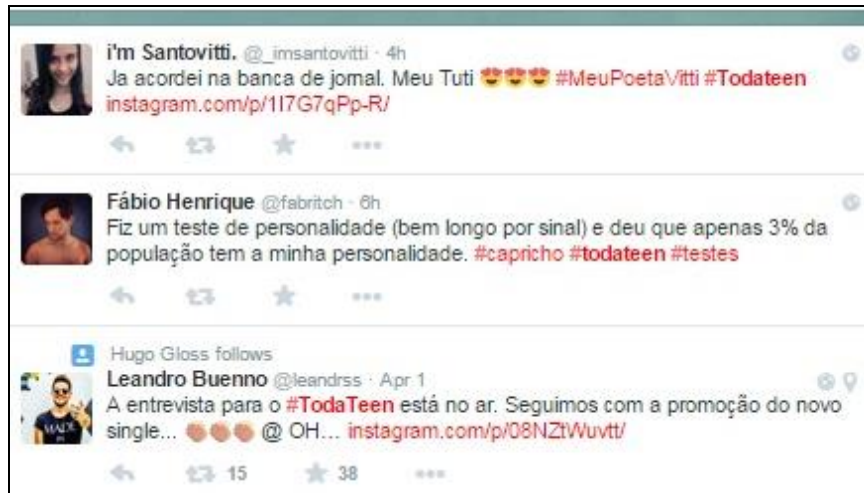 i'm Santovitti. @_imsantovitti · 4h
Ja acordei na banca de jornal. Meu Tuti 😍😍😍 #MeuPoetaVitti #Todateen
instagram.com/p/1I7G7qPp-R/
Fábio Henrique @fabritch · 6h
Fiz um teste de personalidade (bem longo por sinal) e deu que apenas 3% da
população tem a minha personalidade. #capricho #todateen #testes
Hugo Gloss follows
Leandro Buenno @leandrss · Apr 1
A entrevista para o #TodaTeen está no ar. Seguimos com a promoção do novo
single... 👏👏👏 @ OH... instagram.com/p/08NZtWuvtt/
15 38